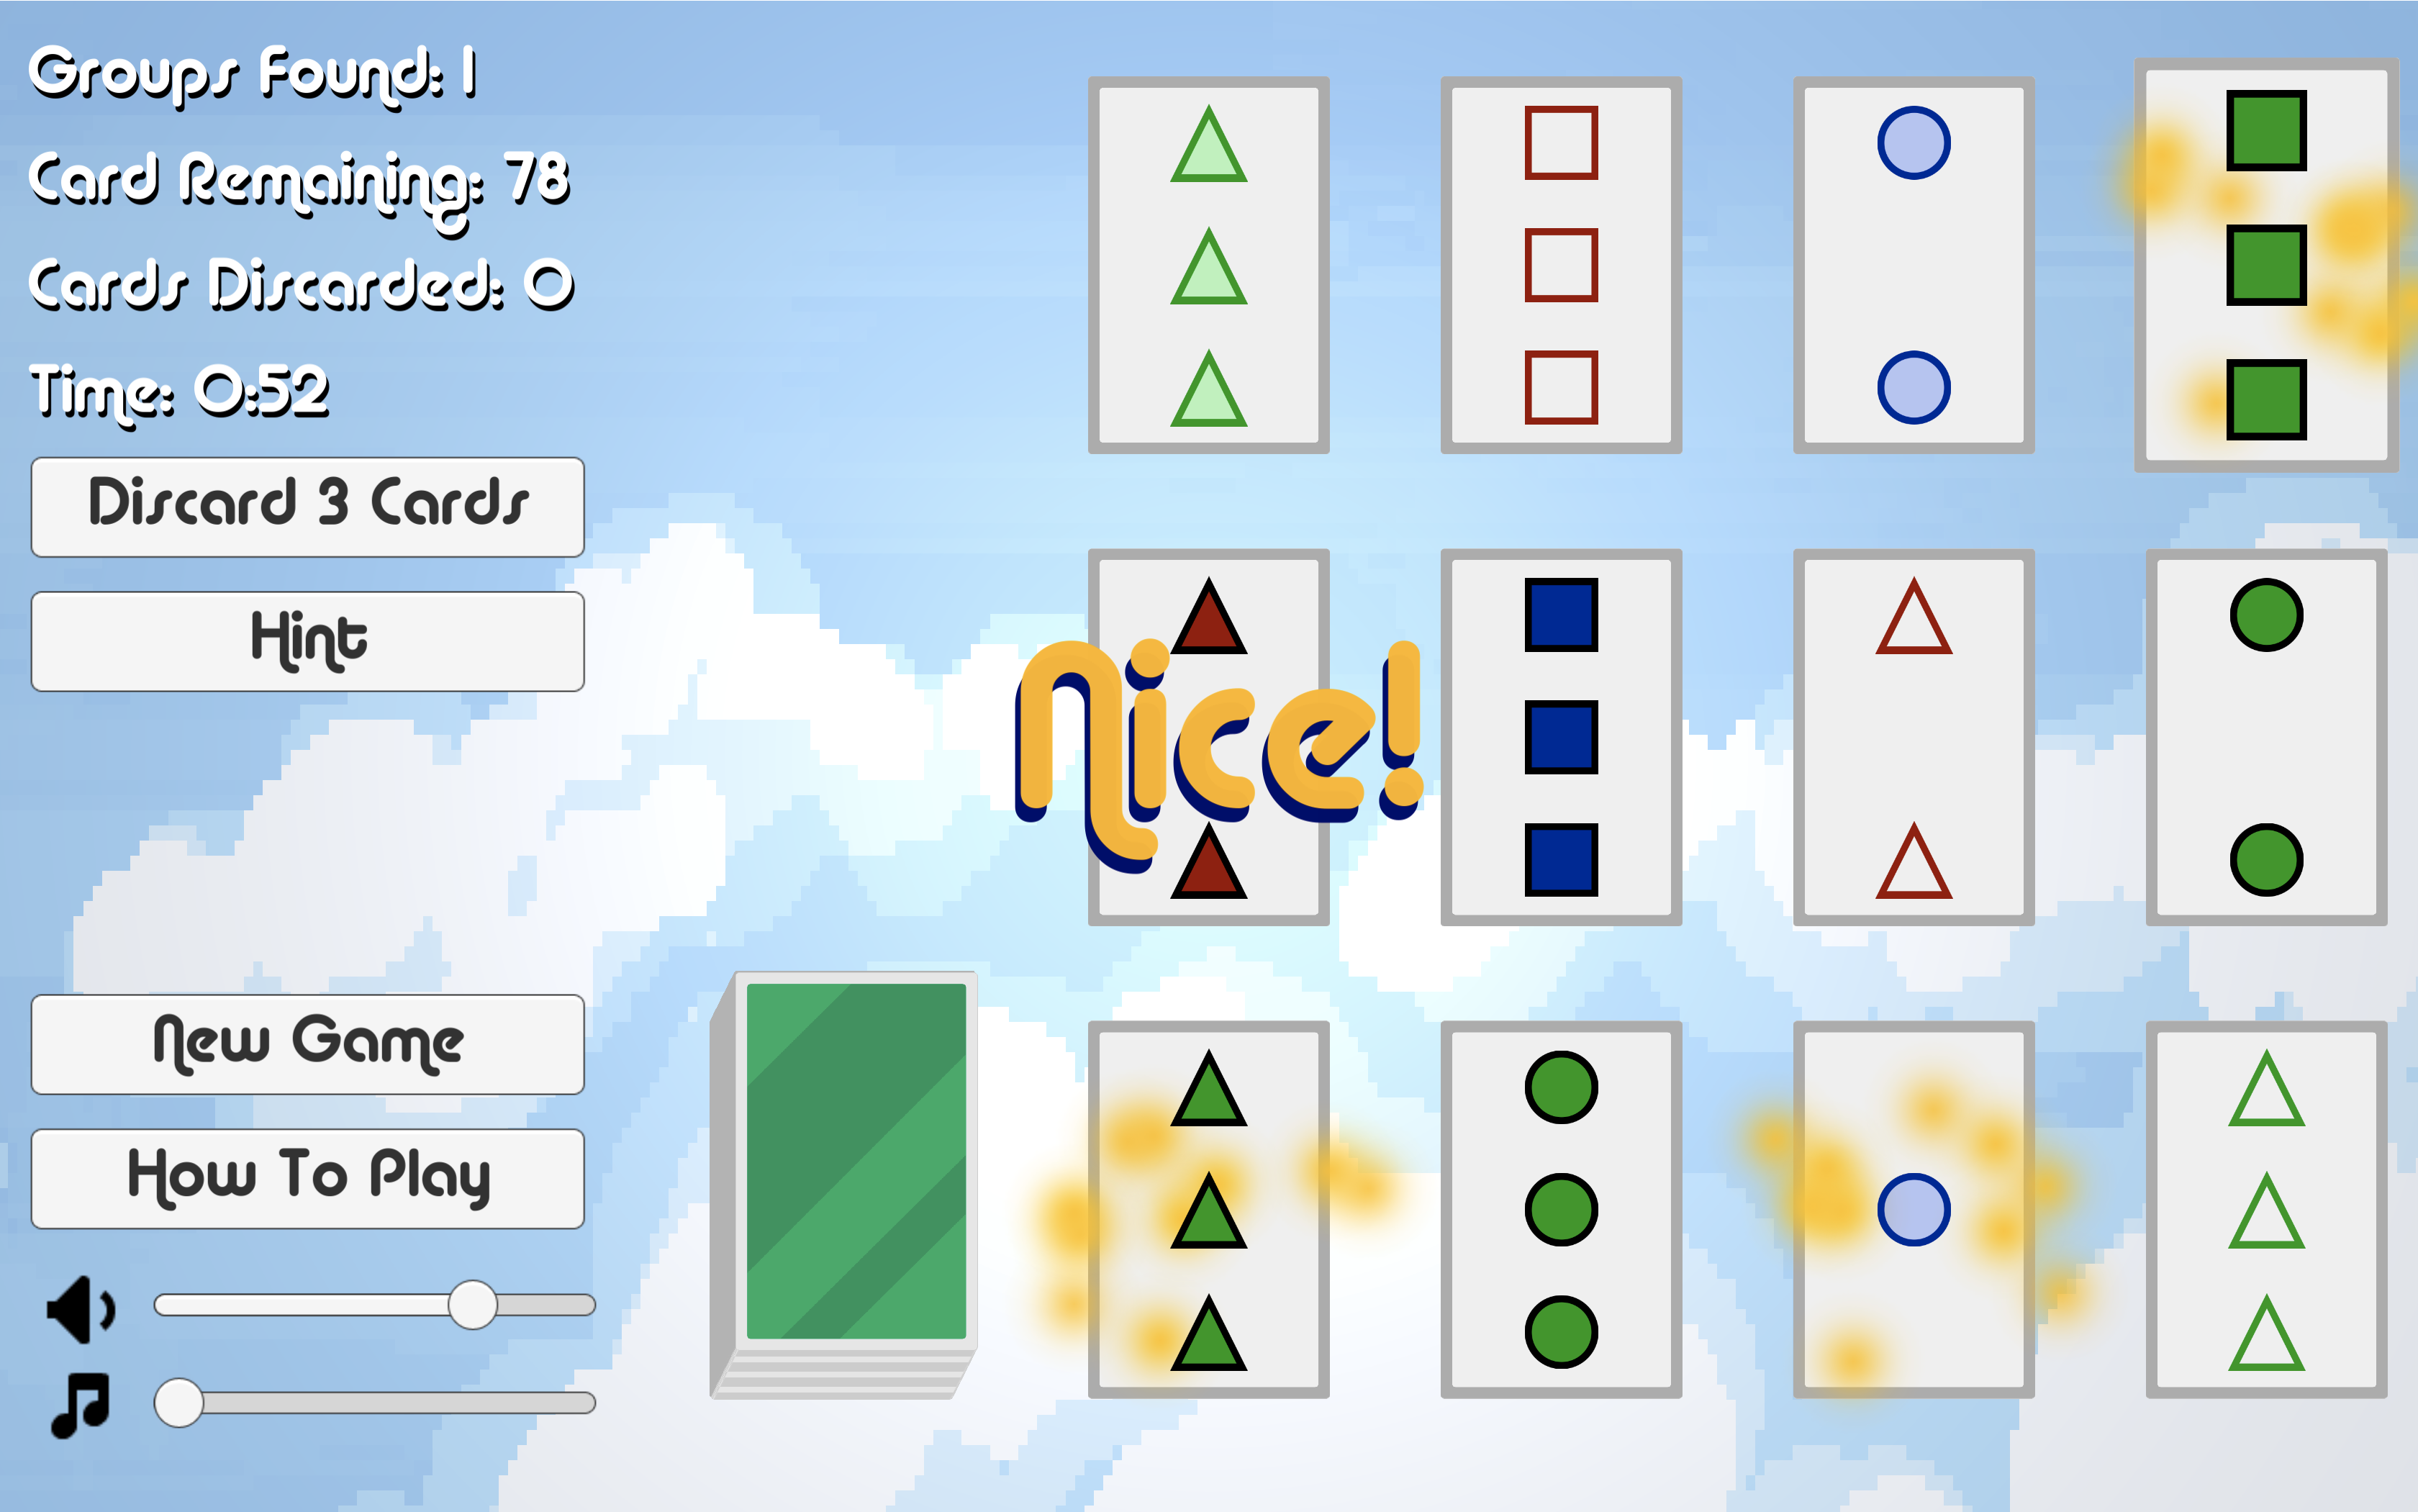 Groups Found: 1
Card Remaining: 78
Cards Discarded: 0
Time: 0:52
Discard 3 Cards
Hint
Nice!
New Game
How To Play